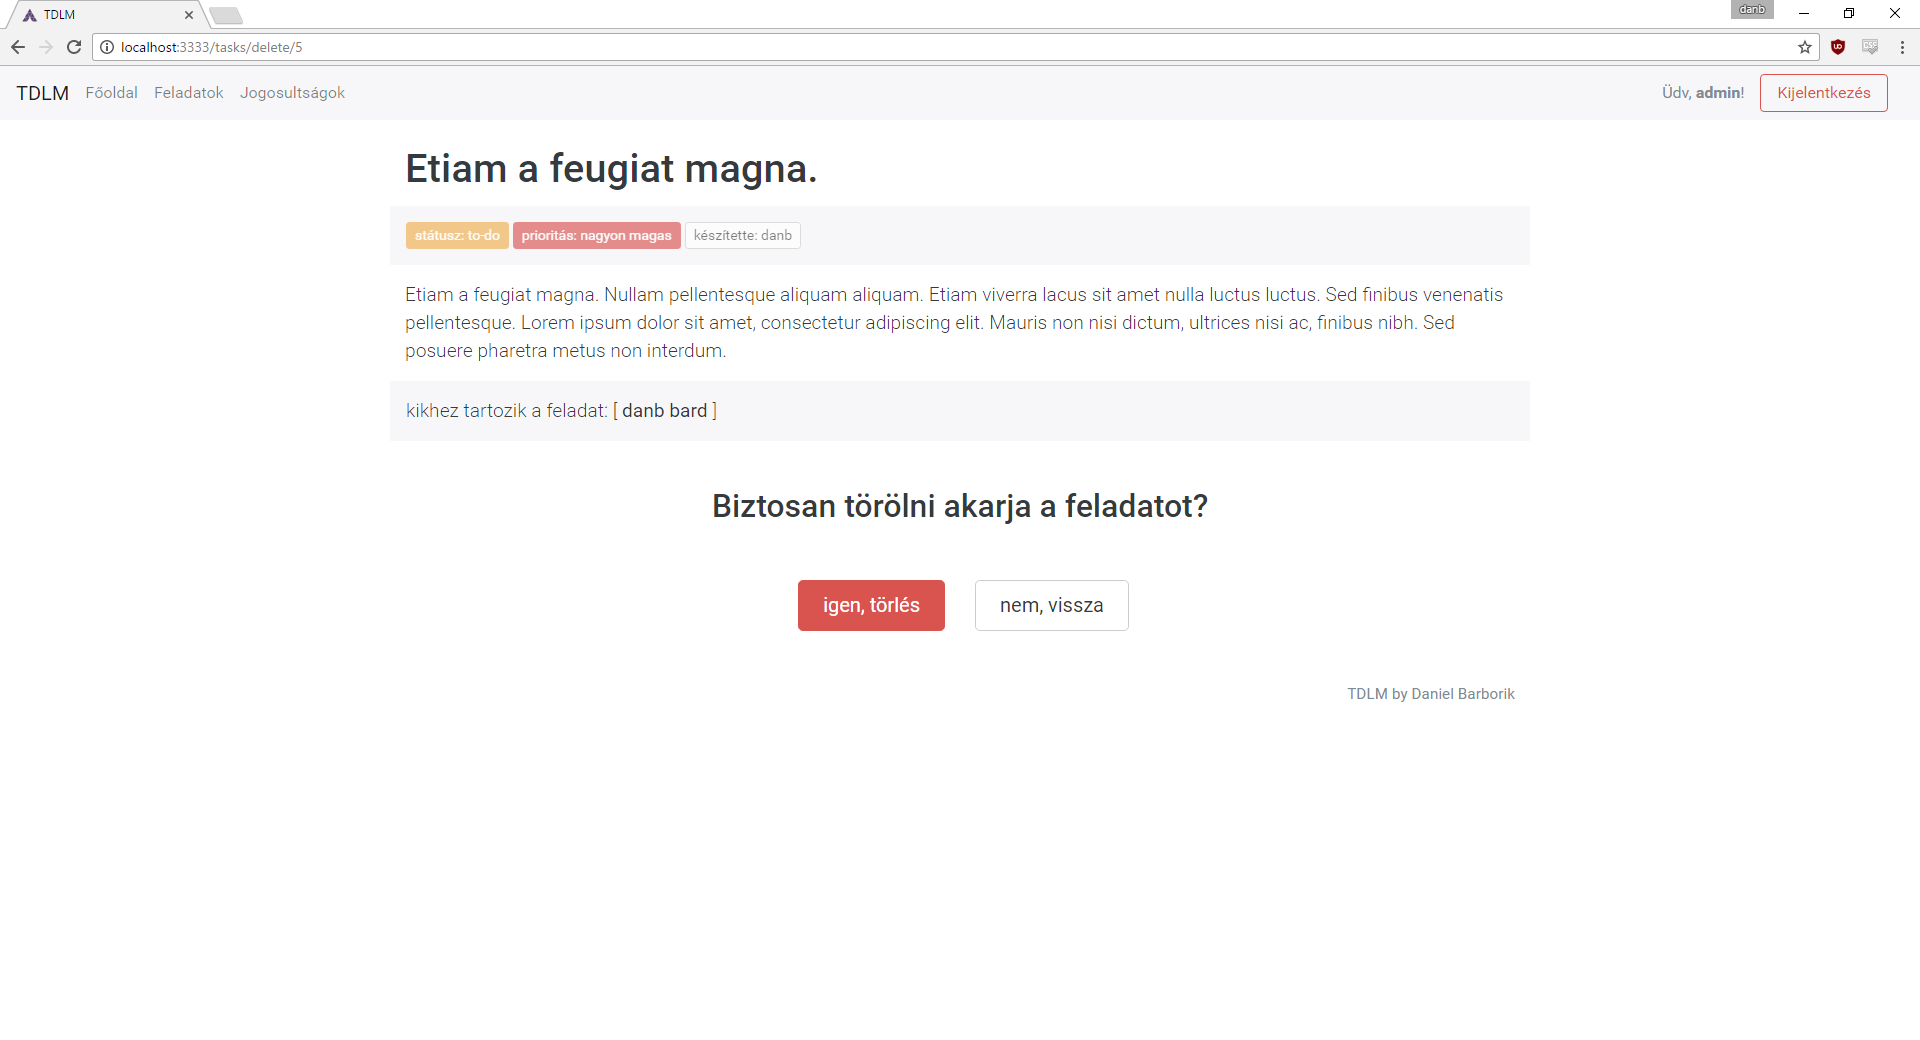 TDLM
danb
localhost:3333/tasks/delete/5
TDLM Főoldal Feladatok Jogosultságok Üdv, admin! Kijelentkezés
Etiam a feugiat magna.
státusz: to-do prioritás: nagyon magas készítette: danb
Etiam a feugiat magna. Nullam pellentesque aliquam aliquam. Etiam viverra lacus sit amet nulla luctus luctus. Sed finibus venenatis
pellentesque. Lorem ipsum dolor sit amet, consectetur adipiscing elit. Mauris non nisi dictum, ultrices nisi ac, finibus nibh. Sed
posuere pharetra metus non interdum.
kikhez tartozik a feladat: [ danb bard ]
Biztosan törölni akarja a feladatot?
igen, törlés nem, vissza
TDLM by Daniel Barborik